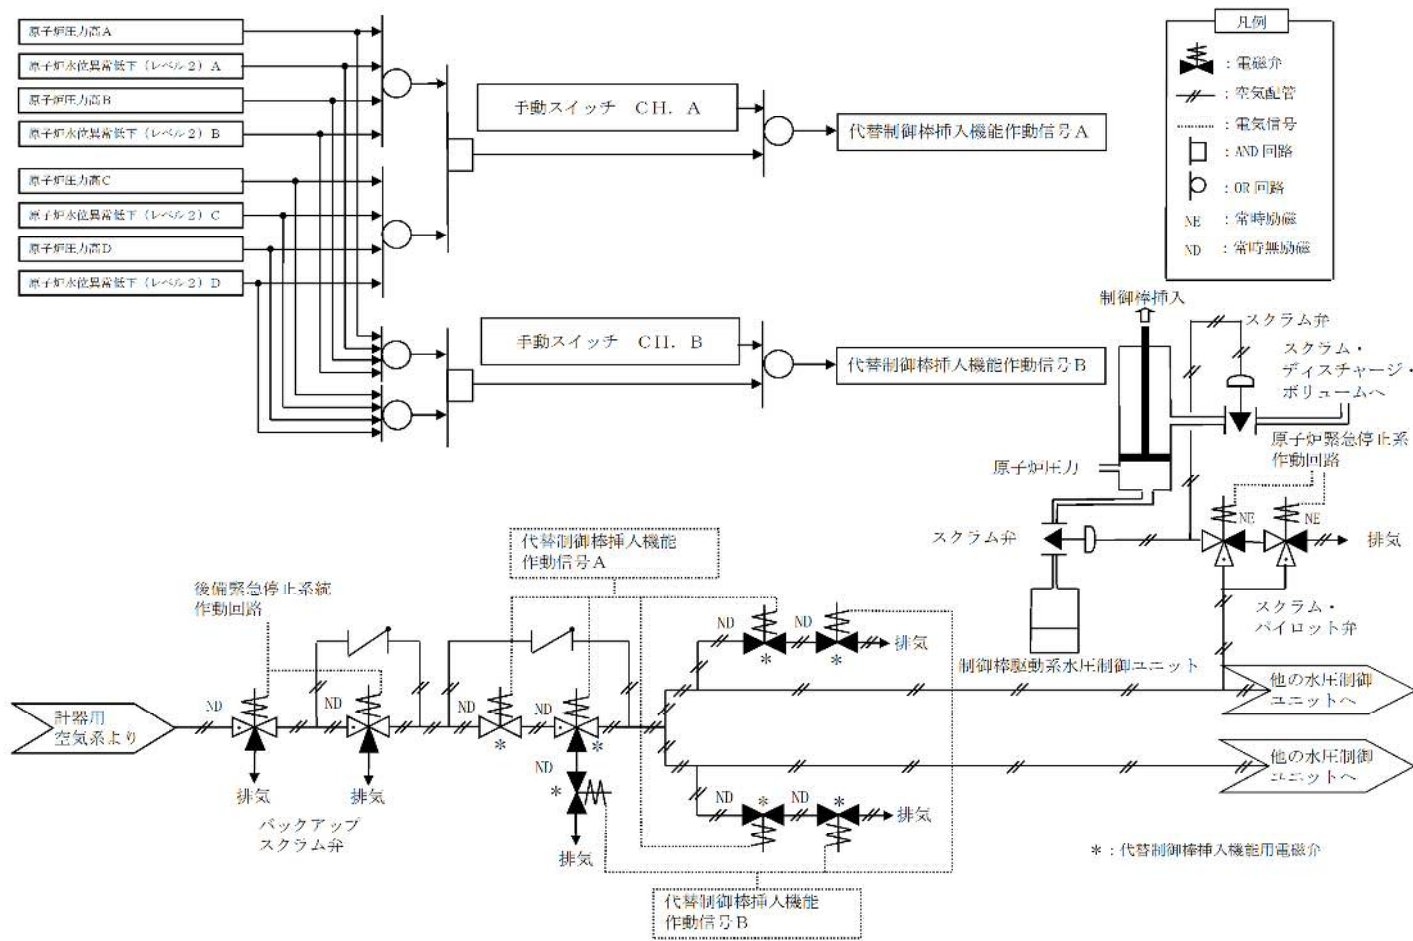 原子炉圧力高A
原子炉水位異常低下（レベル2）A
原子炉圧力高B
原子炉水位異常低下（レベル2）B
原子炉圧力高C
原子炉水位異常低下（レベル2）C
原子炉圧力高D
原子炉水位異常低下（レベル2）D
手動スイッチ　CH．A
代替制御棒挿入機能作動信号A
手動スイッチ　CH．B
代替制御棒挿入機能作動信号B
凡例
：電磁弁
：空気配管
：電気信号
：AND回路
：OR回路
NE ：常時励磁
ND ：常時無励磁
制御棒挿入
スクラム弁
スクラム・
ディスチャージ・
ボリュームへ
原子炉緊急停止系
作動回路
原子炉圧力
NE
NE
スクラム弁
排気
スクラム・
パイロット弁
制御棒駆動系水圧制御ユニット
代替制御棒挿入機能
作動信号A
後備緊急停止系統
作動回路
ND
ND
*
*
排気
他の水圧制御
ユニットへ
計器用
空気系より
ND
ND
ND
ND
*
*
他の水圧制御
ユニットへ
ND
*
排気
排気
ND
ND
*
*
排気
バックアップ
スクラム弁
排気
*：代替制御棒挿入機能用電磁弁
代替制御棒挿入機能
作動信号B